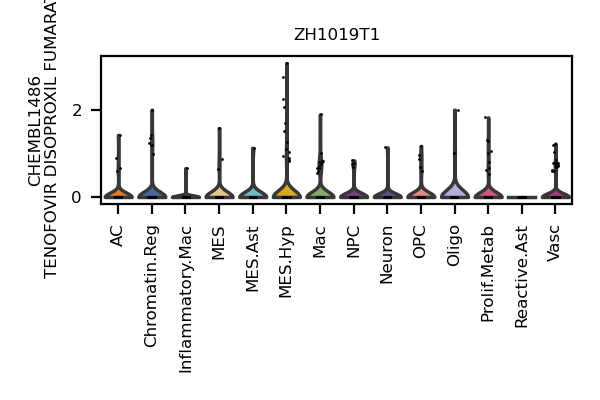 ZH1019T1
CHEMBL1486
TENOFOVIR DISOPROXIL
2
0
AC
Chromatin.Reg
Inflammatory.Mac
MES
MES.Ast
MES.Hyp
Mac
NPC
Neuron
OPC
Oligo
Prolif.Metab
Reactive.Ast
Vasc